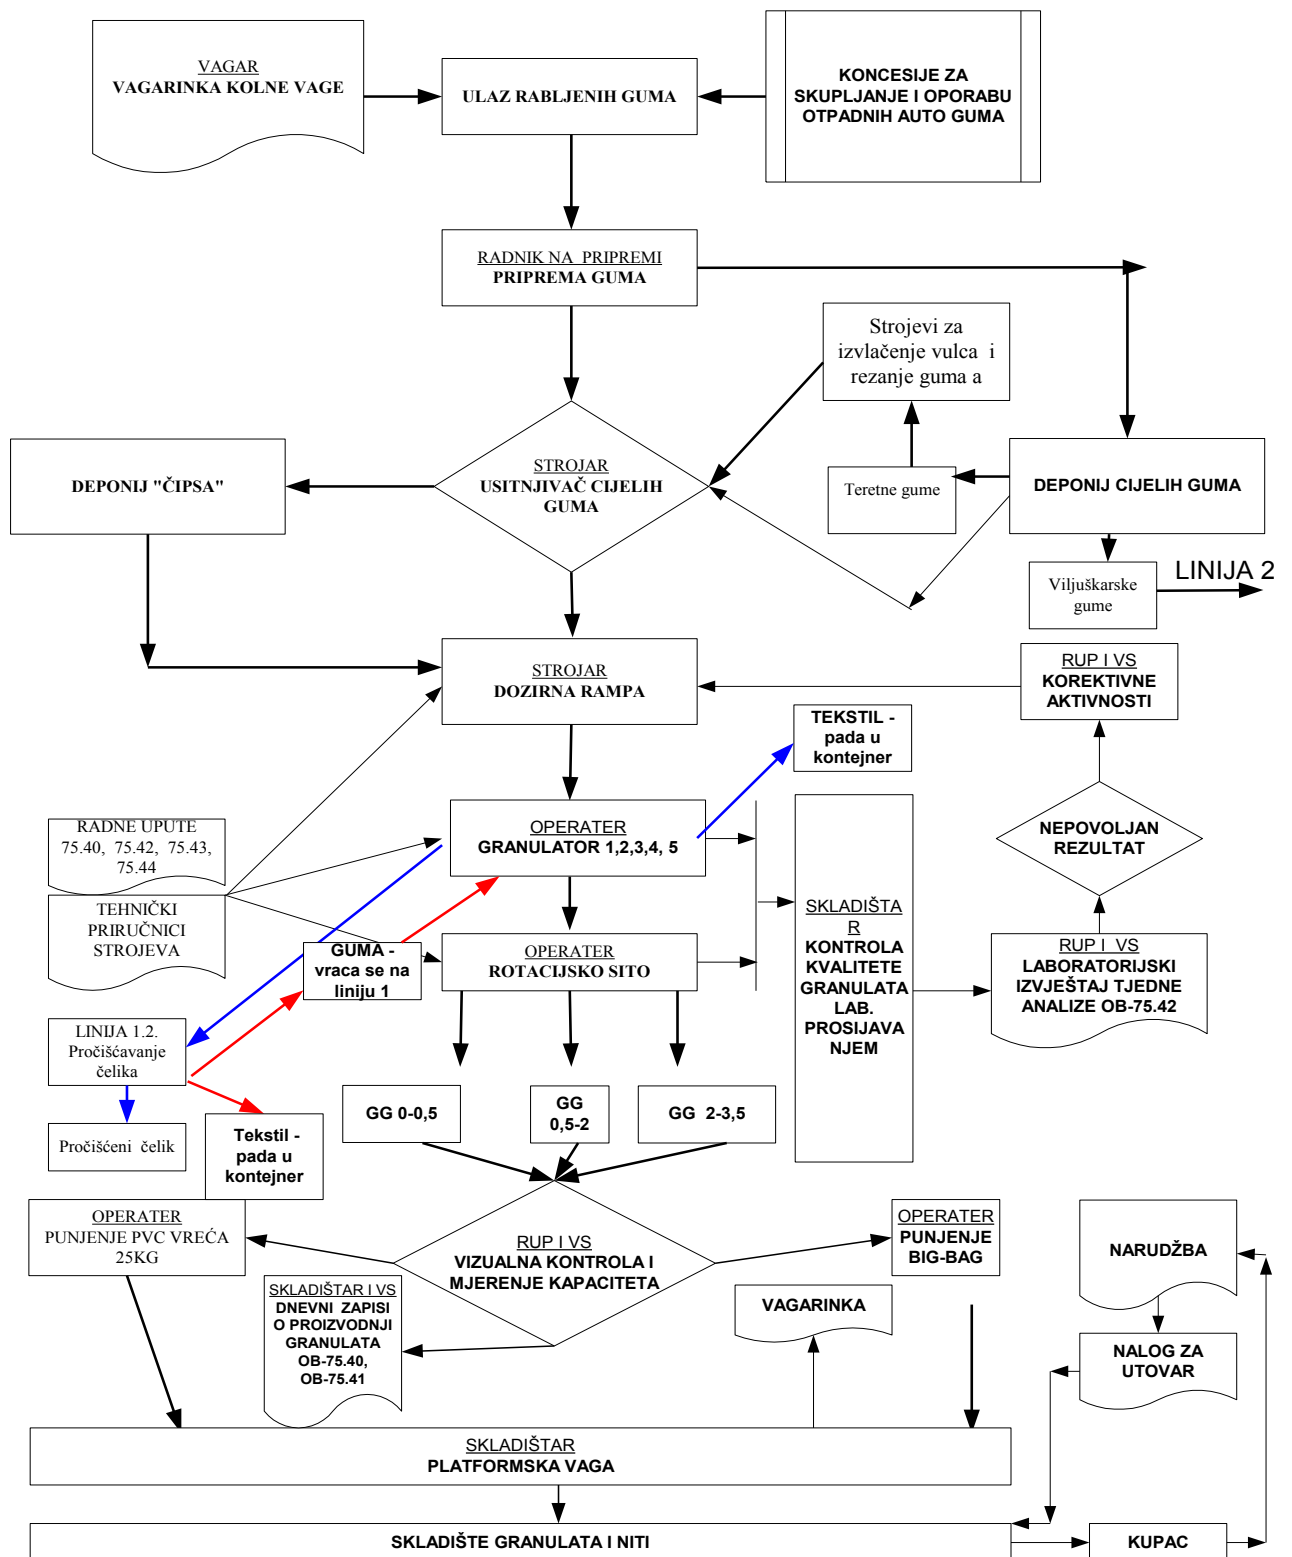 VAGAR
VAGARINKA KOLNE VAGE
ULAZ RABLJENIH GUMA
KONCESIJE ZA
SKUPLJANJE I OPORABU
OTPADNIH AUTO GUMA
RADNIK NA PRIPREMI
PRIPREMA GUMA
Strojevi za
izvlačenje vulca i
rezanje guma a
DEPONIJ "ČIPSA"
STROJAR
USITNJIVAČ CIJELIH
GUMA
Teretne gume
DEPONIJ CIJELIH GUMA
Viljuškarske
gume
LINIJA 2
STROJAR
DOZIRNA RAMPA
RUP I VS
KOREKTIVNE
AKTIVNOSTI
TEKSTIL -
pada u
kontejner
RADNE UPUTE
75.40, 75.42, 75.43,
75.44
OPERATER
GRANULATOR 1,2,3,4, 5
NEPOVOLJAN
REZULTAT
TEHNIČKI
PRIRUČNICI
STROJEVA
GUMA -
vraca se na
liniju 1
OPERATER
ROTACIJSKO SITO
SKLADIŠTA
R
KONTROLA
KVALITETE
GRANULATA
LAB.
PROSIJAVA
NJEM
RUP I VS
LABORATORIJSKI
IZVJEŠTAJ TJEDNE
ANALIZE OB-75.42
LINIJA 1.2.
Pročišćavanje
čelika
Pročišćeni čelik
Tekstil -
pada u
kontejner
GG 0-0,5
GG
0,5-2
GG 2-3,5
OPERATER
PUNJENJE PVC VREĆA
25KG
RUP I VS
VIZUALNA KONTROLA I
MJERENJE KAPACITETA
OPERATER
PUNJENJE
BIG-BAG
NARUDŽBA
SKLADIŠTAR I VS
DNEVNI ZAPISI
O PROIZVODNJI
GRANULATA
OB-75.40,
OB-75.41
VAGARINKA
NALOG ZA
UTOVAR
SKLADIŠTAR
PLATFORMSKA VAGA
SKLADIŠTE GRANULATA I NITI
KUPAC